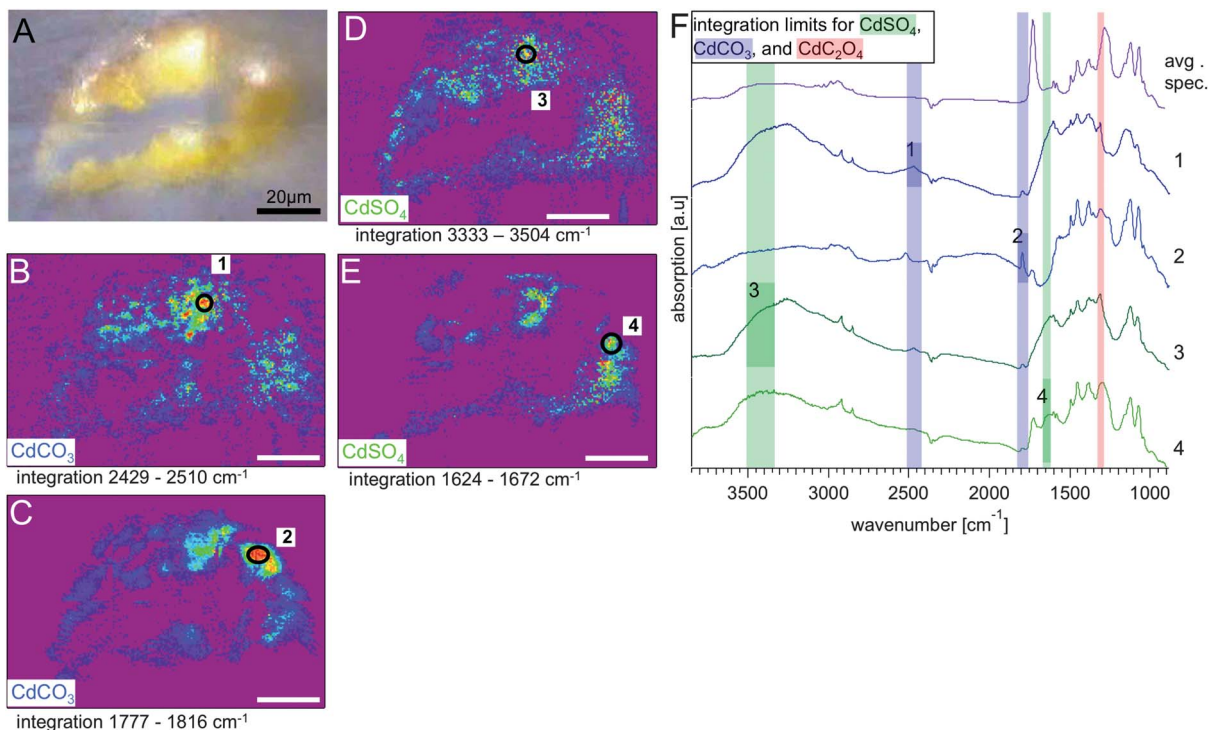 A
20µm
B
1
CdCO₃
integration 2429 - 2510 cm⁻¹
C
2
CdCO₃
integration 1777 - 1816 cm⁻¹
D
3
CdSO₄
integration 3333 – 3504 cm⁻¹
E
4
CdSO₄
integration 1624 - 1672 cm⁻¹
F
integration limits for CdSO₄,
CdCO₃, and CdC₂O₄
avg .
spec.
1
1
2
2
3
3
4
4
absorption [a.u]
3500 3000 2500 2000 1500 1000
wavenumber [cm⁻¹]